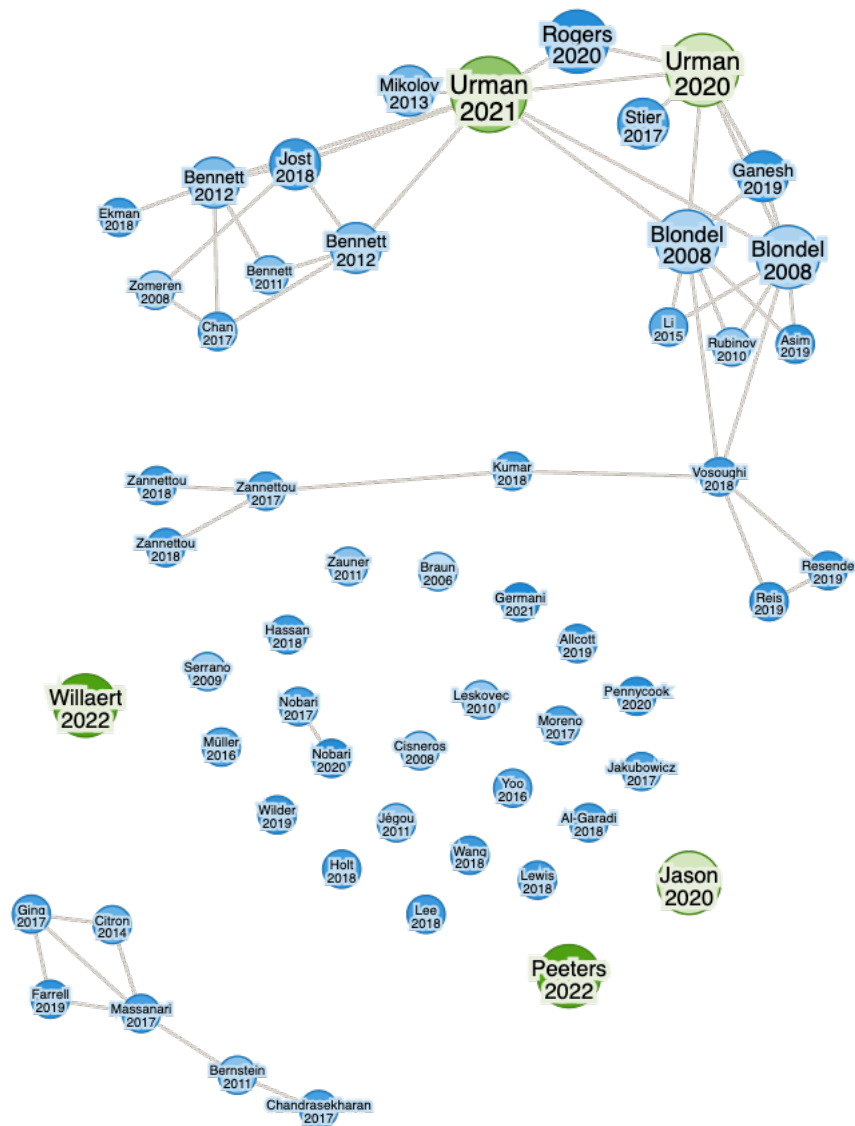 Rogers
2020
Urman
2020
Mikolov
2013
Urman
2021
Stier
2017
Jost
2018
Bennett
2012
Ganesh
2019
Ekman
2018
Blondel
2008
Bennett
2012
Blondel
2008
Bennett
2011
Zomeren
2008
Chan
2017
Li
2015
Rubinov
2010
Asim
2019
Zannettou
2018
Zannettou
2017
Kumar
2018
Vosoughi
2018
Zannettou
2018
Zauner
2011
Braun
2006
Resende
2019
Germani
2021
Reis
2019
Hassan
2018
Allcott
2019
Serrano
2009
Willaert
2022
Nobari
2017
Leskovec
2010
Pennycook
2020
Moreno
2017
Müller
2016
Nobari
2020
Cisneros
2008
Jakubowicz
2017
Yoo
2016
Wilder
2019
Jégou
2011
Al-Garadi
2018
Wang
2018
Holt
2018
Lewis
2018
Jason
2020
Lee
2018
Ging
2017
Citron
2014
Peeters
2022
Farrell
2019
Massanari
2017
Bernstein
2011
Chandrasekharan
2017